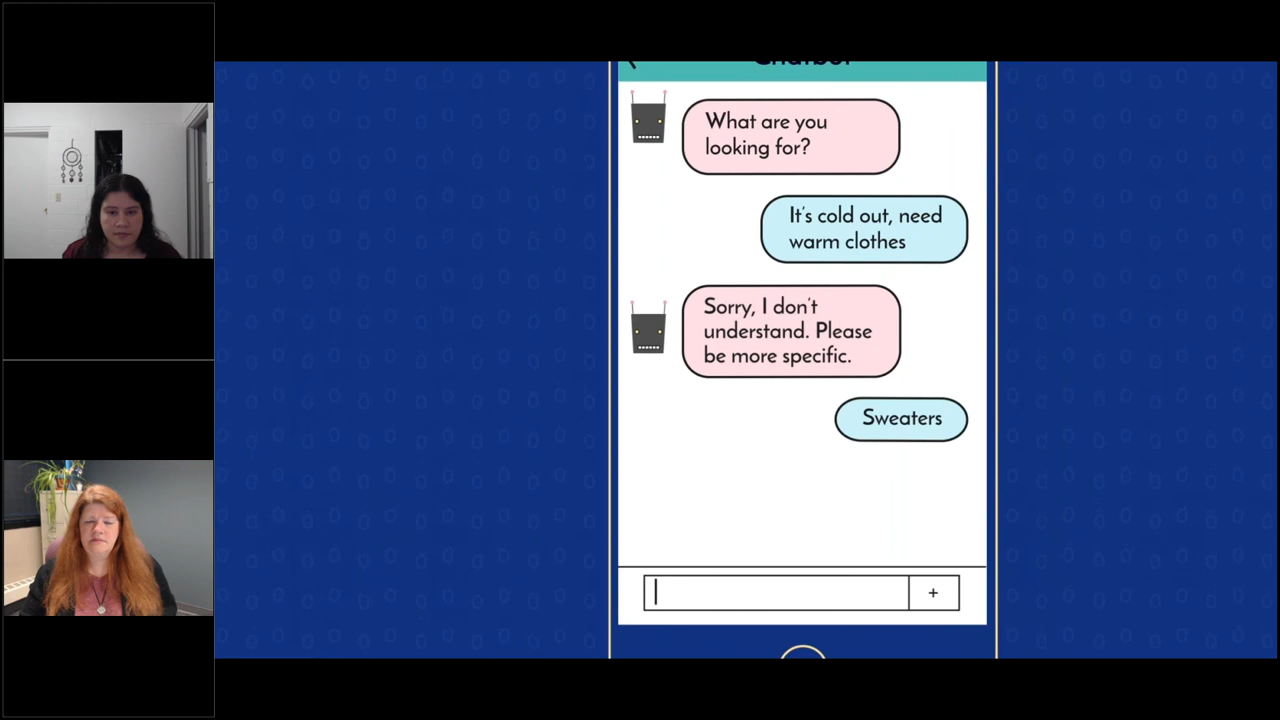 Chatbot
What are you
looking for?
It's cold out, need
warm clothes
Sorry, I don't
understand. Please
be more specific.
Sweaters
+